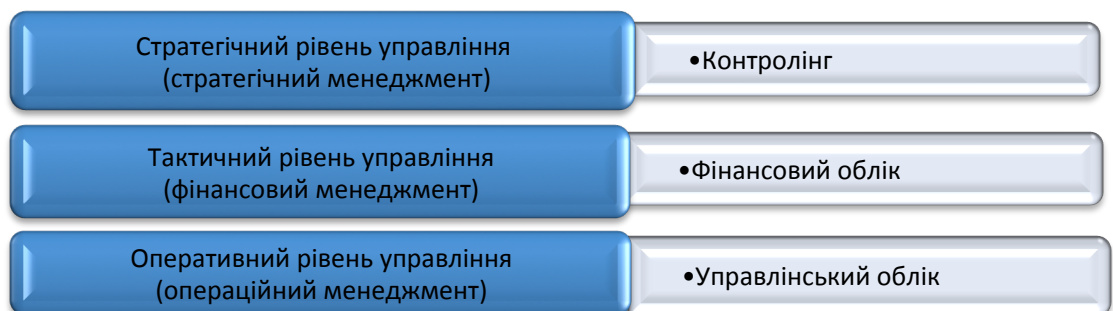 Стратегічний рівень управління
(стратегічний менеджмент)
•Контролінг
Тактичний рівень управління
(фінансовий менеджмент)
•Фінансовий облік
Оперативний рівень управління
(операційний менеджмент)
•Управлінський облік